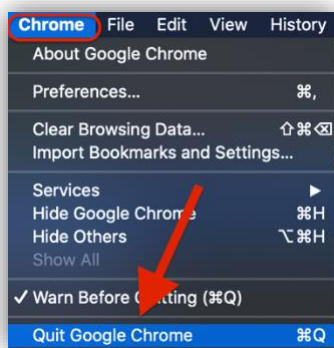 Chrome File Edit View History
About Google Chrome
Preferences... ⌘,
Clear Browsing Data... ⇧⌘⌫
Import Bookmarks and Settings...
Services ▶
Hide Google Chrome ⌘H
Hide Others ⌥⌘H
Show All
✓ Warn Before Quitting (⌘Q)
Quit Google Chrome ⌘Q